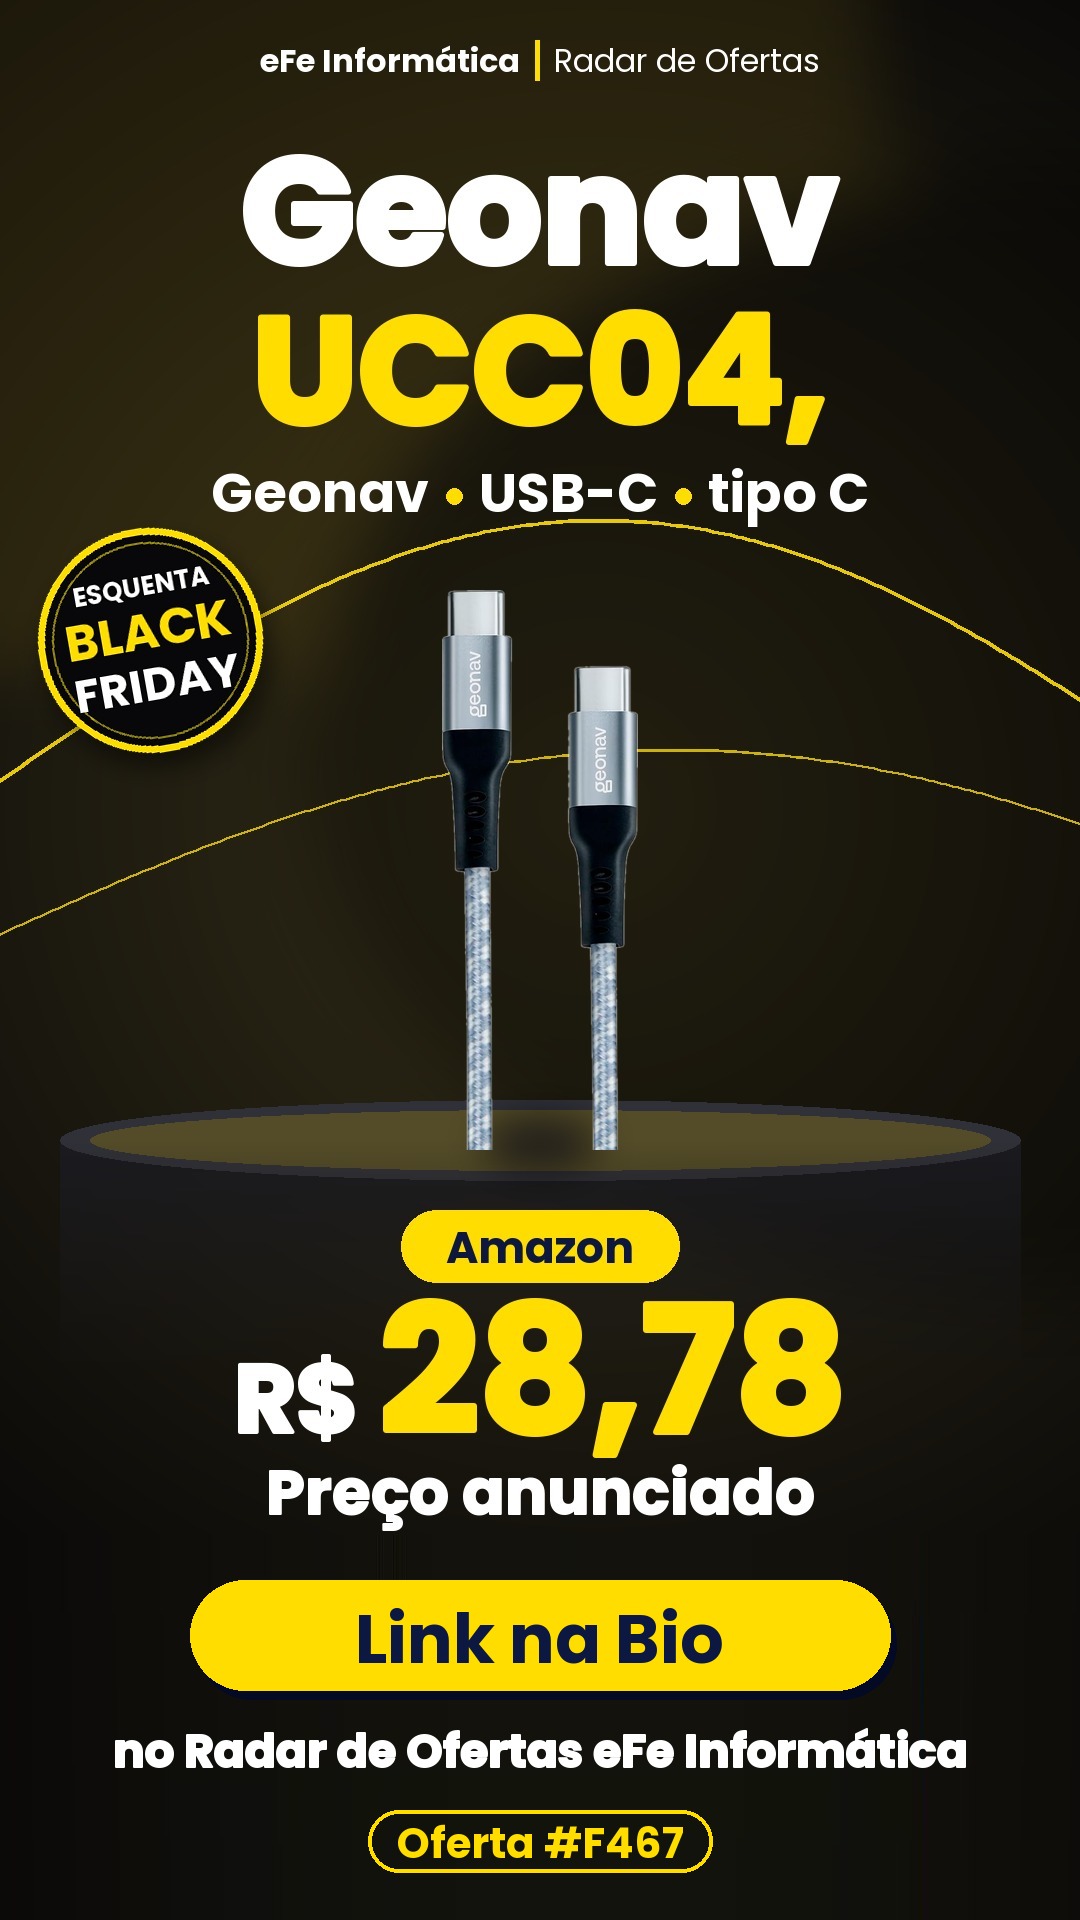 eFe Informática | Radar de Ofertas
Geonav
UCC04,
Geonav • USB-C • tipo C
ESQUENTA
BLACK
FRIDAY
geonav
geonav
Amazon
R$ 28,78
Preço anunciado
Link na Bio
no Radar de Ofertas eFe Informática
Oferta #F467